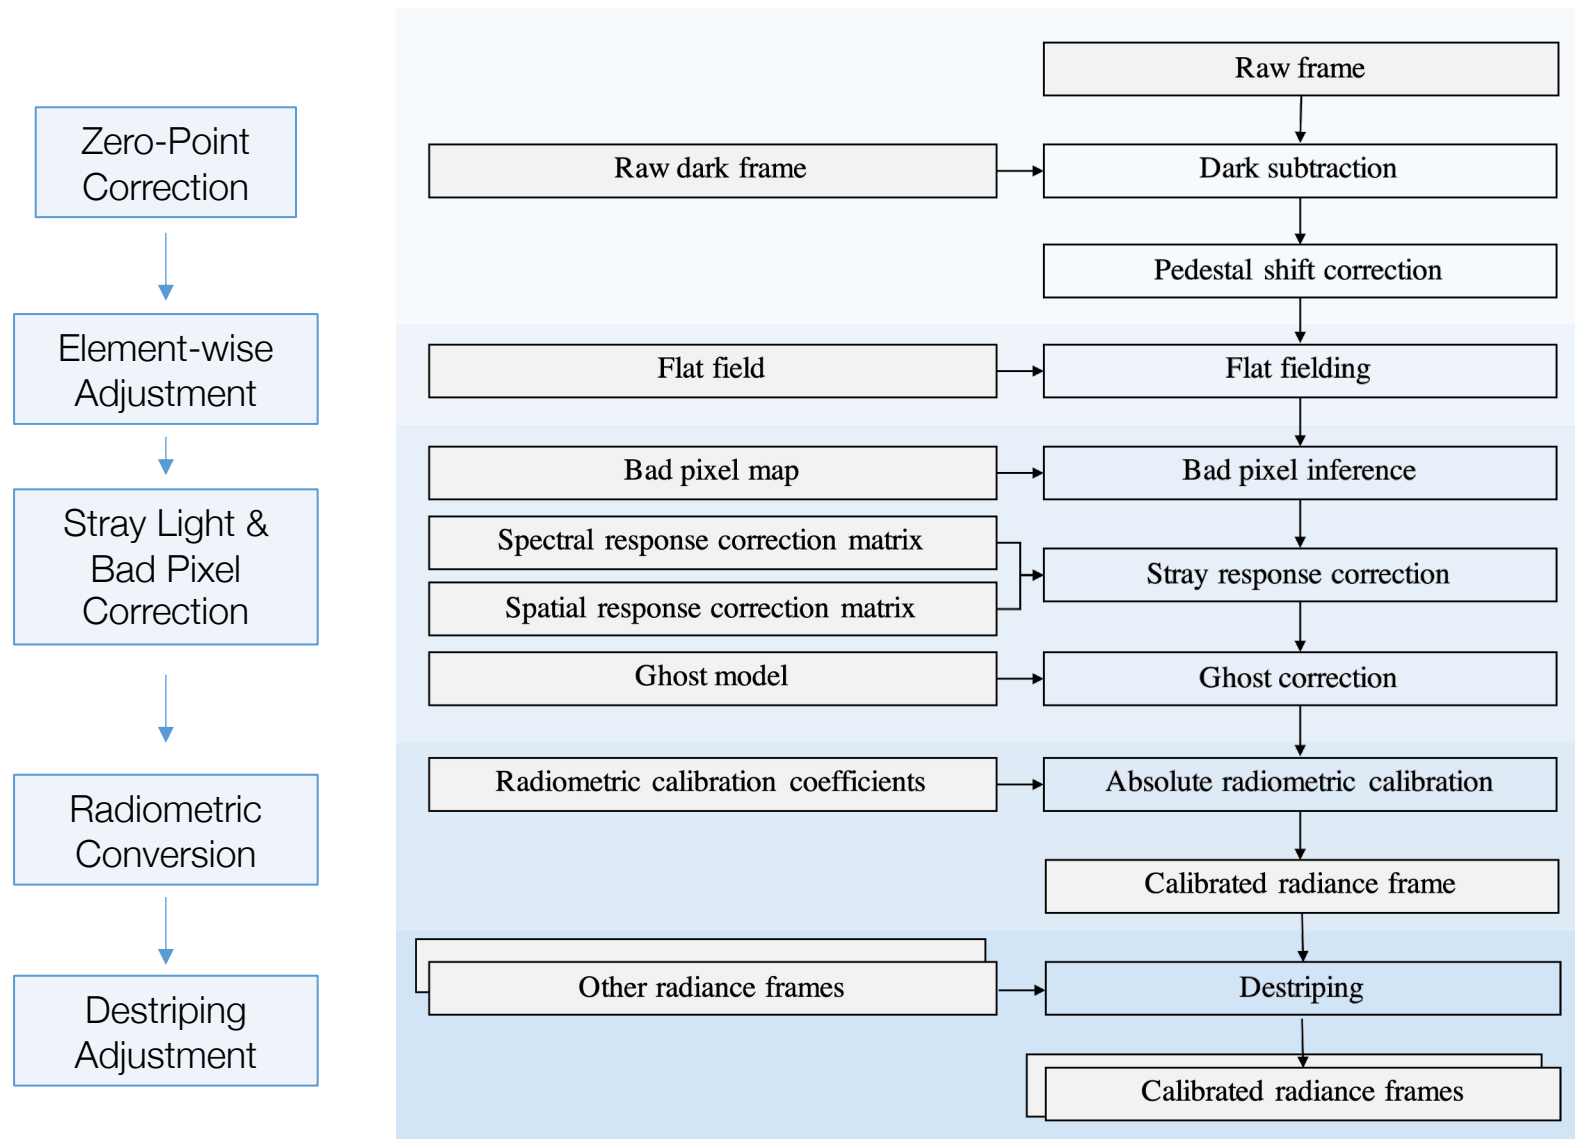 Zero-Point
Correction
Element-wise
Adjustment
Stray Light &
Bad Pixel
Correction
Radiometric
Conversion
Destriping
Adjustment
Raw frame
Raw dark frame
Dark subtraction
Pedestal shift correction
Flat field
Flat fielding
Bad pixel map
Bad pixel inference
Spectral response correction matrix
Spatial response correction matrix
Stray response correction
Ghost model
Ghost correction
Radiometric calibration coefficients
Absolute radiometric calibration
Calibrated radiance frame
Other radiance frames
Destriping
Calibrated radiance frames